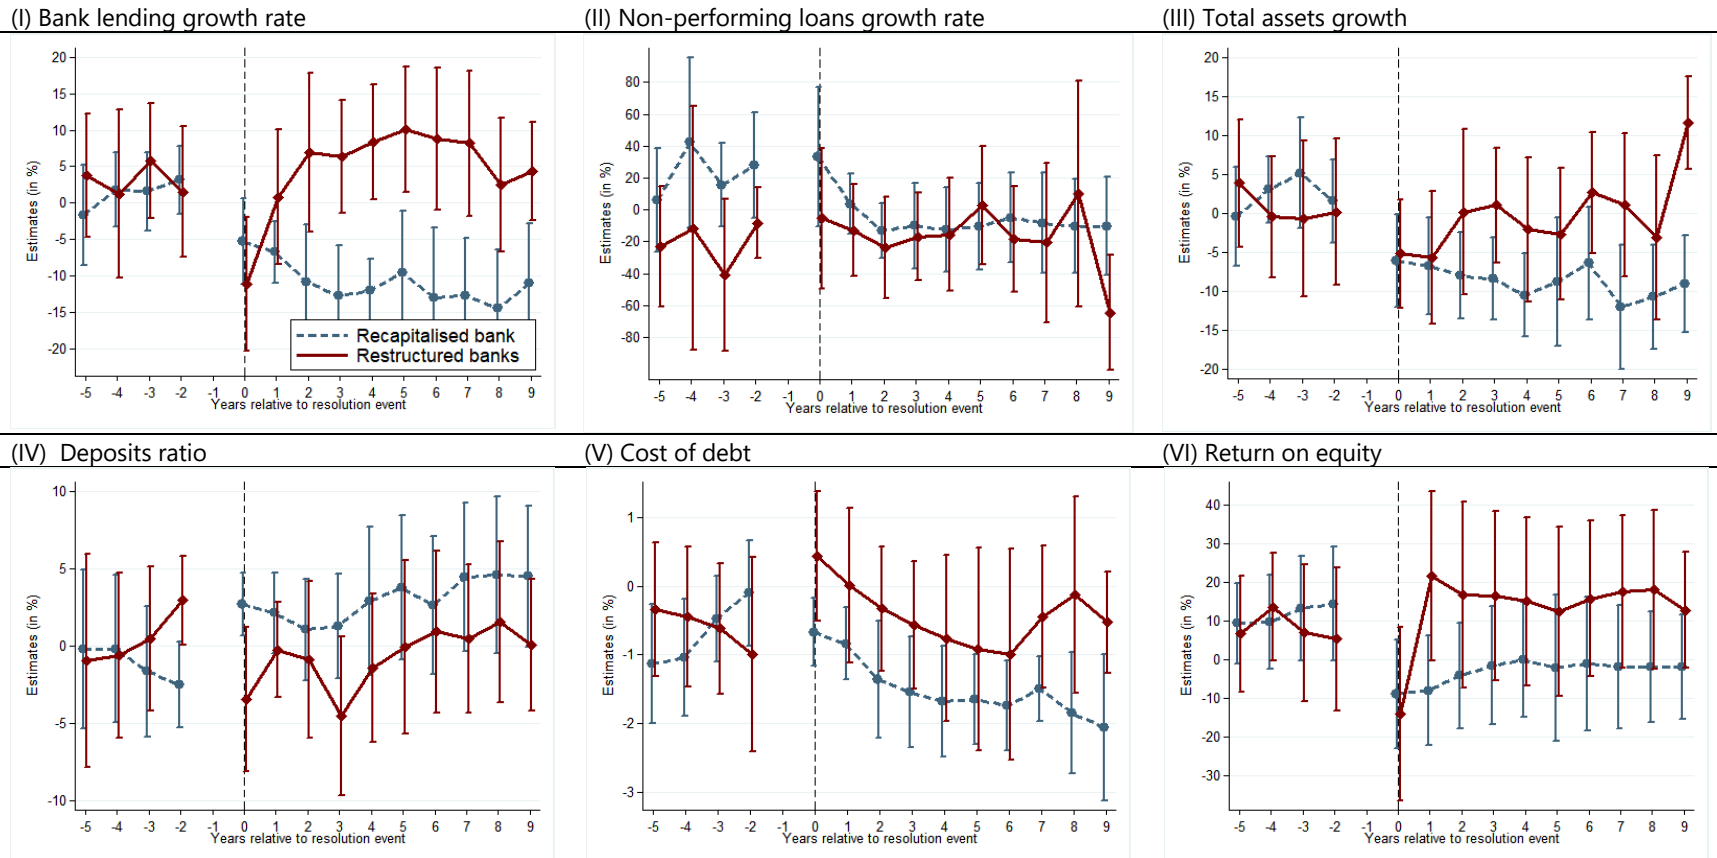 (I) Bank lending growth rate
20
15
10
5
0
-5
-10
-15
-20
Estimates (in %)
Recapitalised bank
Restructured banks
-5 -4 -3 -2 -1 0 1 2 3 4 5 6 7 8 9
Years relative to resolution event
(II) Non-performing loans growth rate
80
60
40
20
0
-20
-40
-60
-80
Estimates (in %)
-5 -4 -3 -2 -1 0 1 2 3 4 5 6 7 8 9
Years relative to resolution event
(III) Total assets growth
20
15
10
5
0
-5
-10
-15
-20
Estimates (in %)
-5 -4 -3 -2 -1 0 1 2 3 4 5 6 7 8 9
Years relative to resolution event
(IV) Deposits ratio
10
5
0
-5
-10
Estimates (in %)
-5 -4 -3 -2 -1 0 1 2 3 4 5 6 7 8 9
Years relative to resolution event
(V) Cost of debt
1
0
-1
-2
-3
Estimates (in %)
-5 -4 -3 -2 -1 0 1 2 3 4 5 6 7 8 9
Years relative to resolution event
(VI) Return on equity
40
30
20
10
0
-10
-20
-30
Estimates (in %)
-5 -4 -3 -2 -1 0 1 2 3 4 5 6 7 8 9
Years relative to resolution event